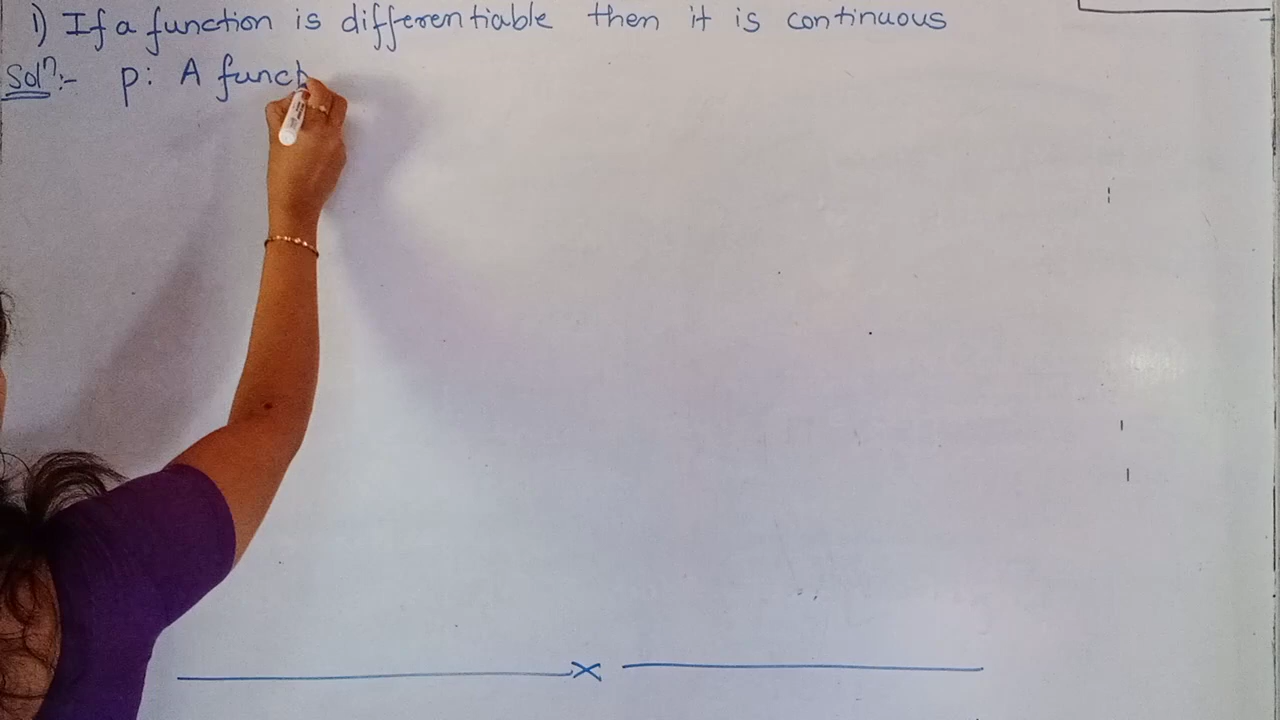 1) If a function is differentiable then it is continuous
Solⁿ:- p: A funct